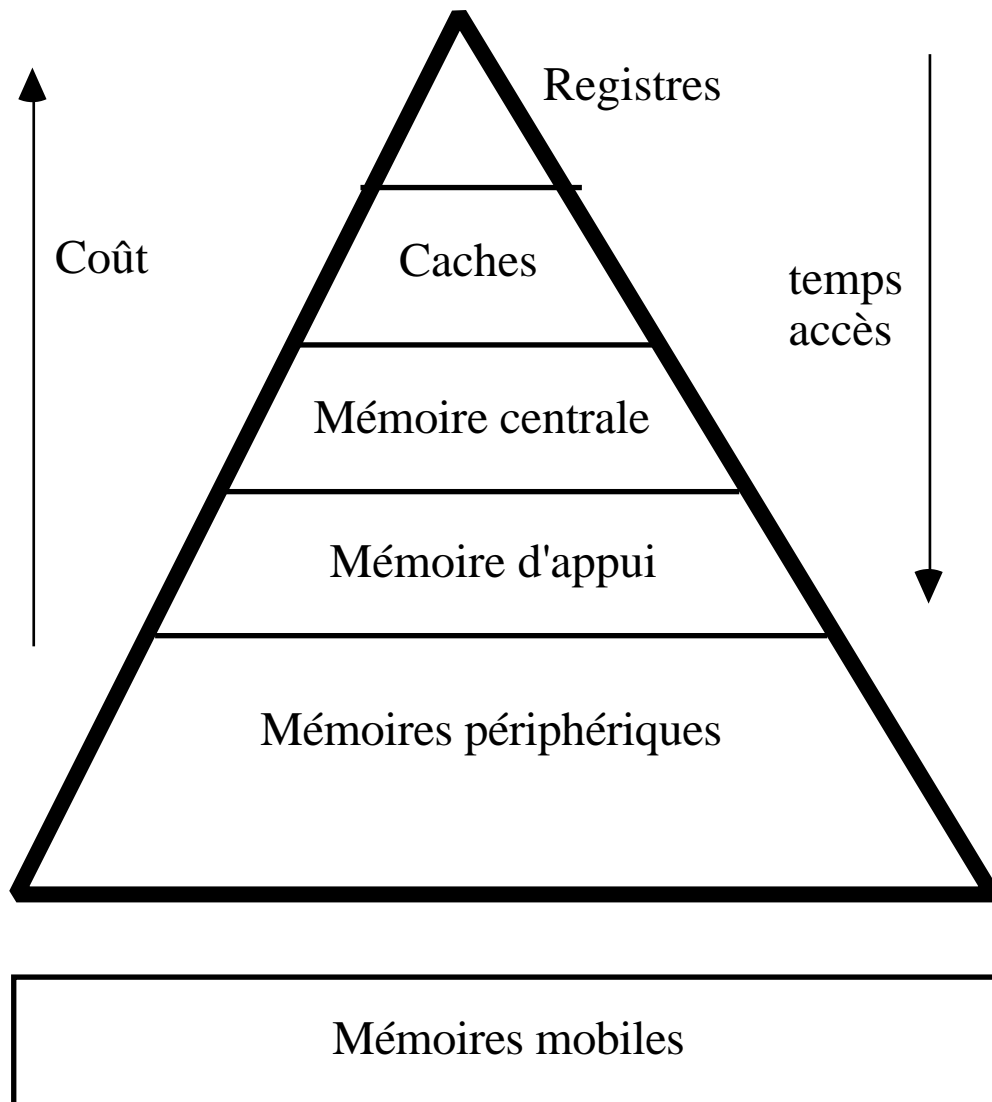 Registres
Coût
Caches
temps
accès
Mémoire centrale
Mémoire d'appui
Mémoires périphériques
Mémoires mobiles